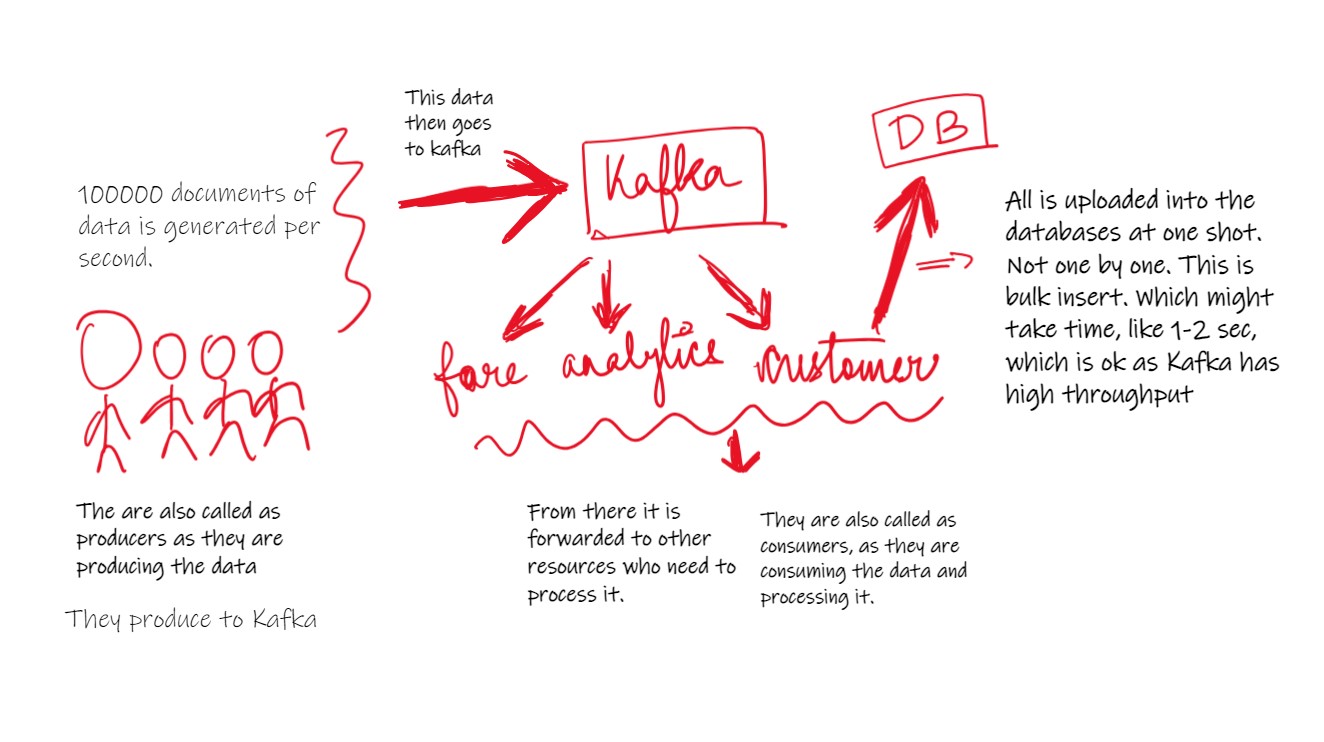 This data
then goes
to kafka
100000 documents of
data is generated per
second.
Kafka
DB
fare
analytics
customer
All is uploaded into the
databases at one shot.
Not one by one. This is
bulk insert. Which might
take time, like 1-2 sec,
which is ok as Kafka has
high throughput
The are also called as
producers as they are
producing the data
They produce to Kafka
From there it is
forwarded to other
resources who need to
process it.
They are also called as
consumers, as they are
consuming the data and
processing it.